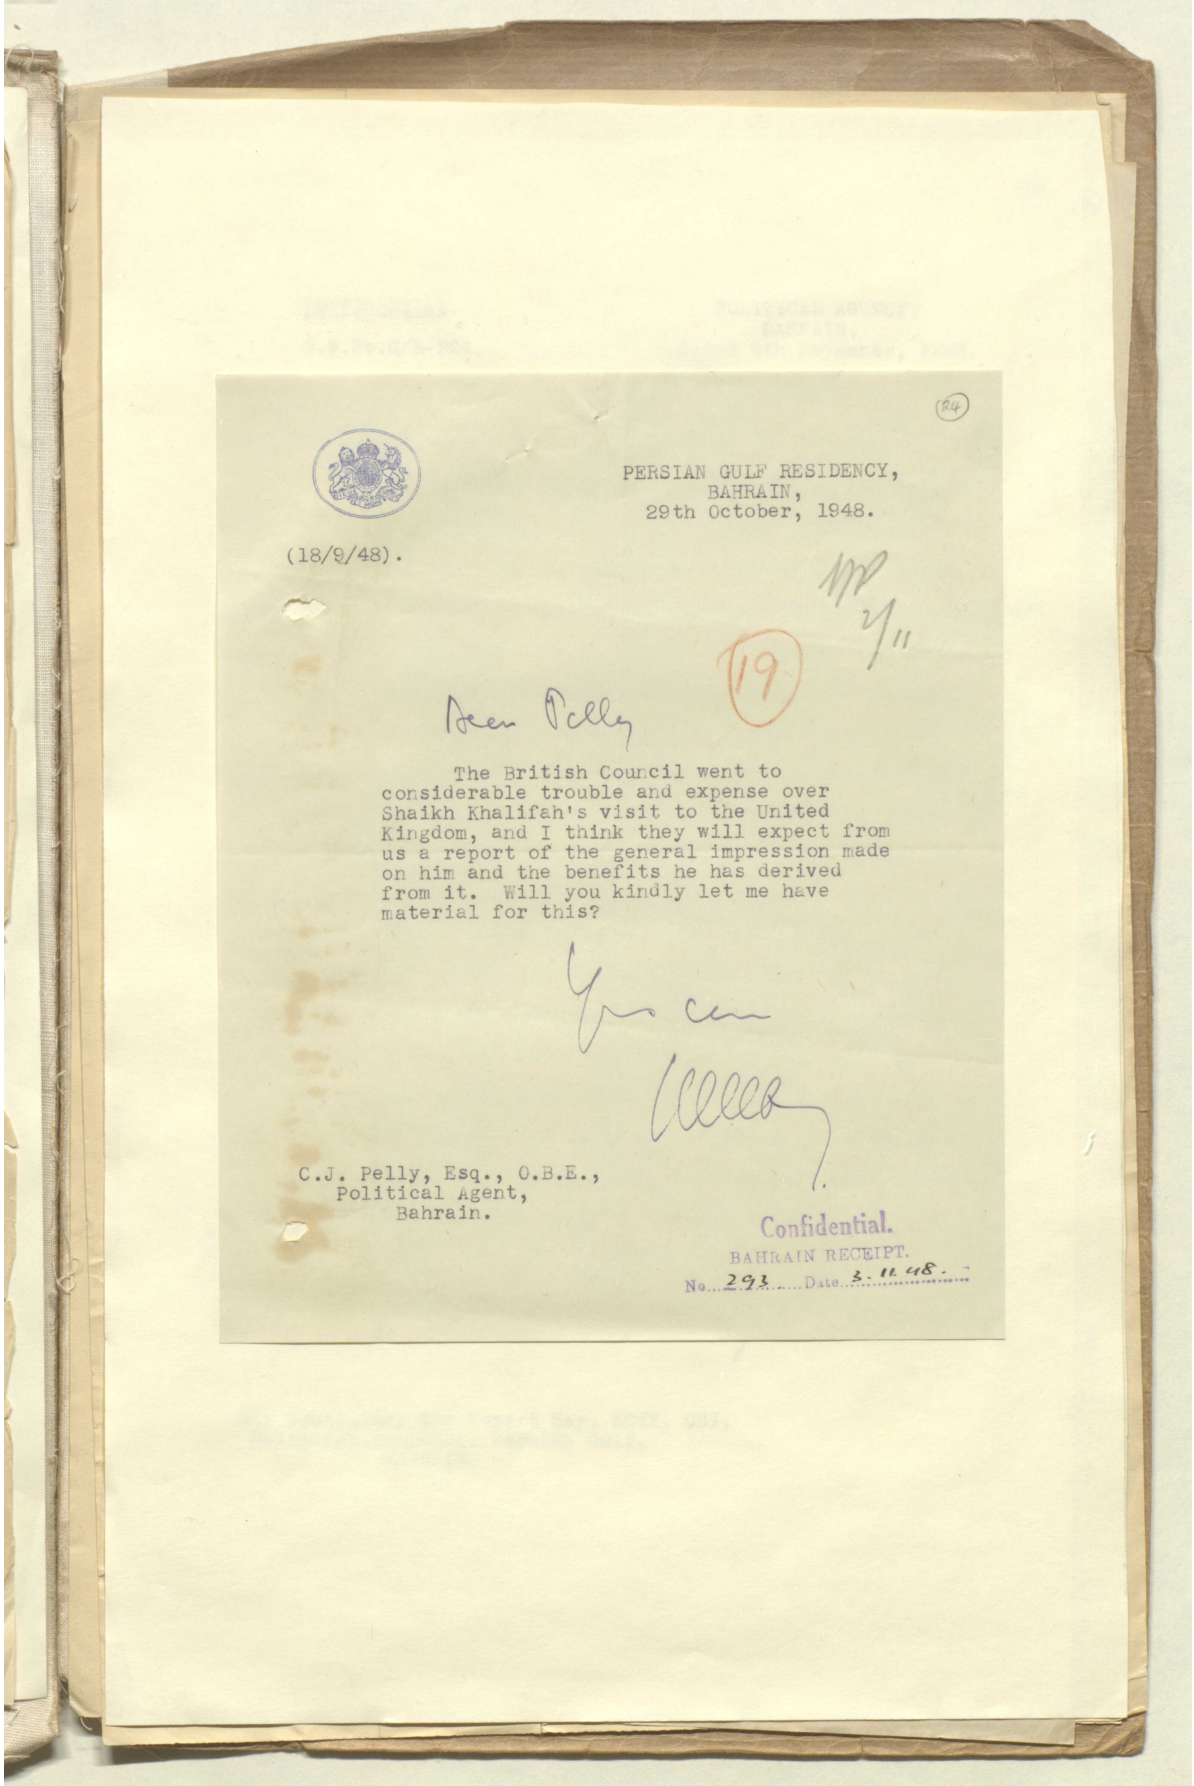 24
PERSIAN GULF RESIDENCY,
BAHRAIN,
29th October, 1948.
(18/9/48).
2/11
19
Dear Pelly
The British Council went to
considerable trouble and expense over
Shaikh Khalifah's visit to the United
Kingdom, and I think they will expect from
us a report of the general impression made
on him and the benefits he has derived
from it. Will you kindly let me have
material for this?
C.J. Pelly, Esq., O.B.E.,
Political Agent,
Bahrain.
Confidential.
BAHRAIN RECEIPT.
No...293......Date...3.11.48.